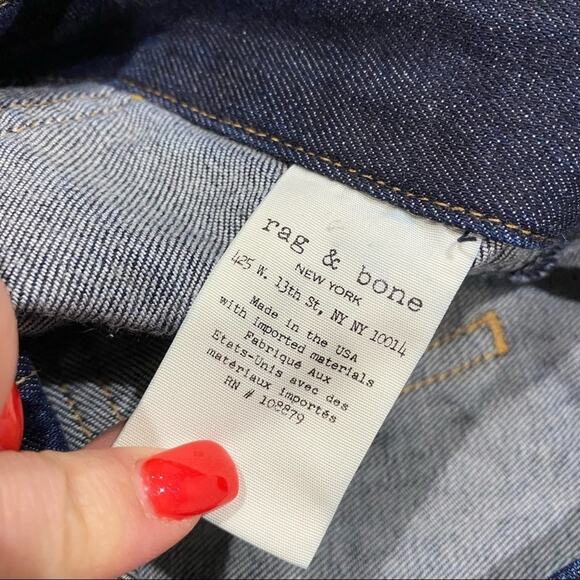 rag & bone
NEW YORK
425 W. 13th St, NY NY 10014
Made in the USA
with imported materials
Fabriqué Aux
Etats-Unis avec des
matériaux importés
RN # 108879